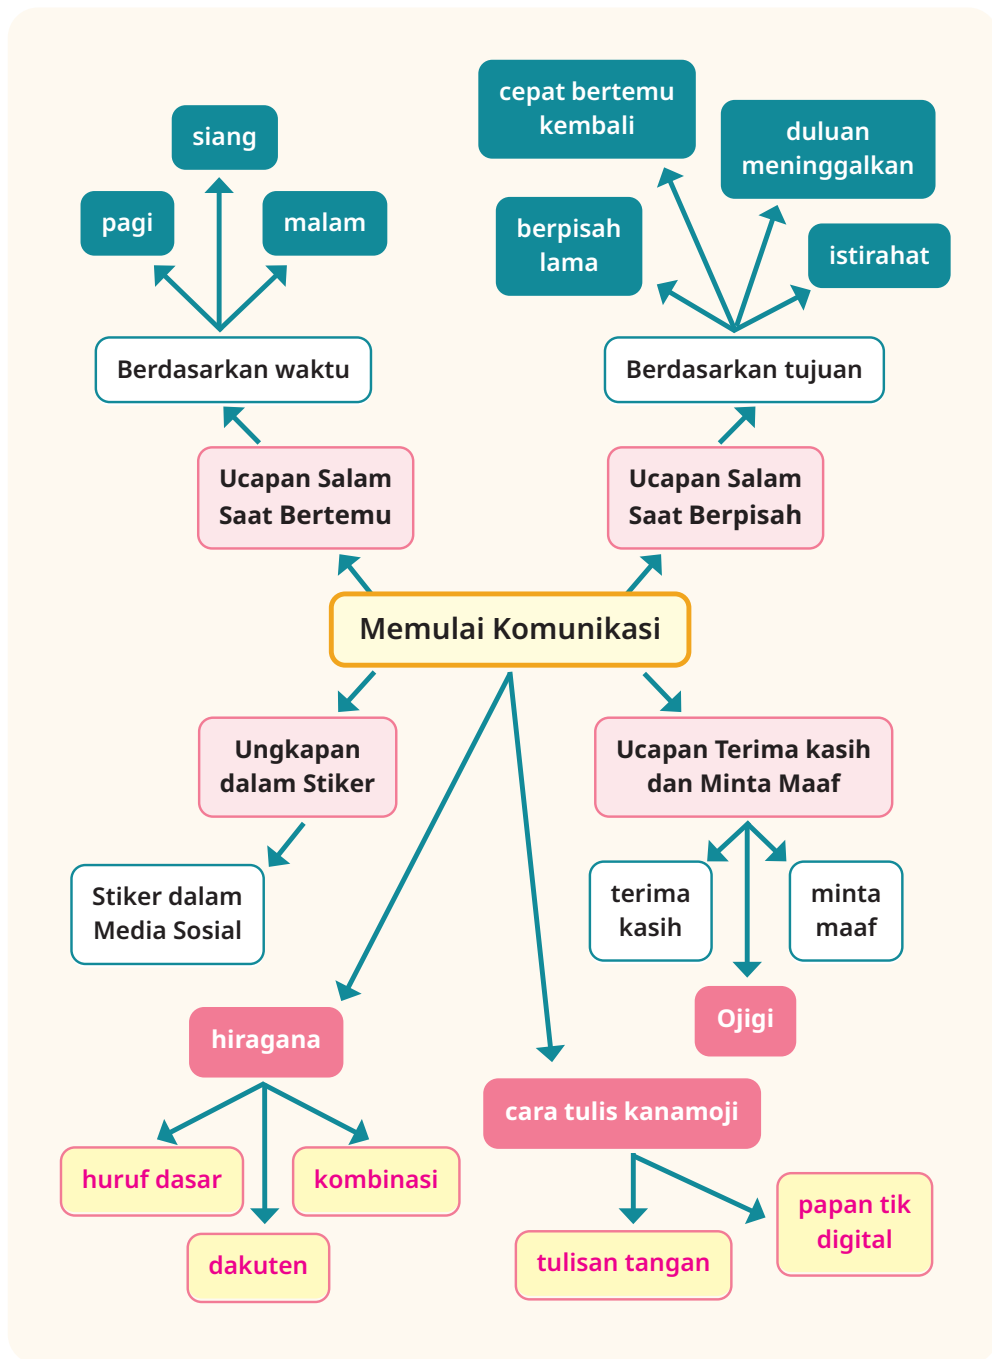 siang
pagi
malam
Berdasarkan waktu
Ucapan Salam
Saat Bertemu
cepat bertemu
kembali
duluan
meninggalkan
berpisah
lama
istirahat
Berdasarkan tujuan
Ucapan Salam
Saat Berpisah
Memulai Komunikasi
Ungkapan
dalam Stiker
Stiker dalam
Media Sosial
Ucapan Terima kasih
dan Minta Maaf
terima
kasih
minta
maaf
Ojigi
hiragana
huruf dasar
kombinasi
dakuten
cara tulis kanamoji
tulisan tangan
papan tik
digital